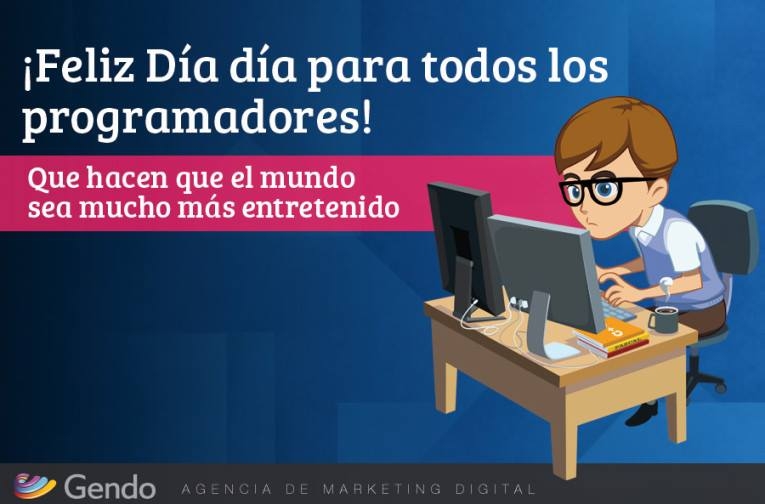 ¡Feliz Día día para todos los
programadores!
Que hacen que el mundo
sea mucho más entretenido
Gendo AGENCIA DE MARKETING DIGITAL